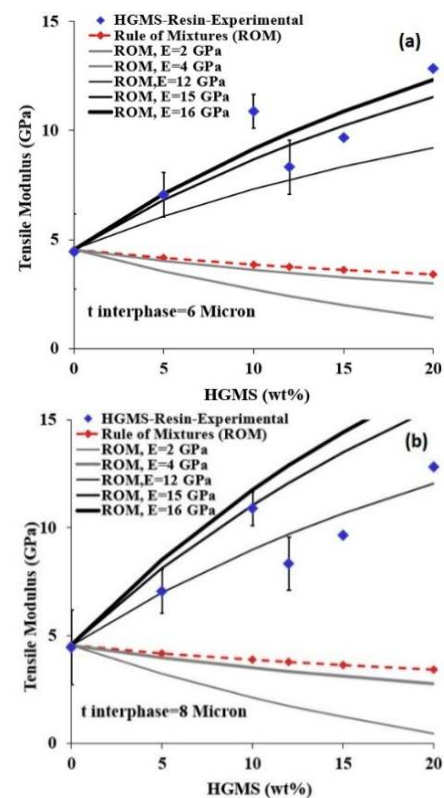 15
10
5
0
Tensile Modulus (GPa)
HGMS-Resin-Experimental
Rule of Mixtures (ROM)
ROM, E=2 GPa
ROM, E=4 GPa
ROM,E=12 GPa
ROM, E=15 GPa
ROM, E=16 GPa
(a)
t interphase=6 Micron
0 5 10 15 20
HGMS (wt%)
15
10
5
0
Tensile Modulus (GPa)
HGMS-Resin-Experimental
Rule of Mixtures (ROM)
ROM, E=2 GPa
ROM, E=4 GPa
ROM,E=12 GPa
ROM, E=15 GPa
ROM, E=16 GPa
(b)
t interphase=8 Micron
0 5 10 15 20
HGMS (wt%)